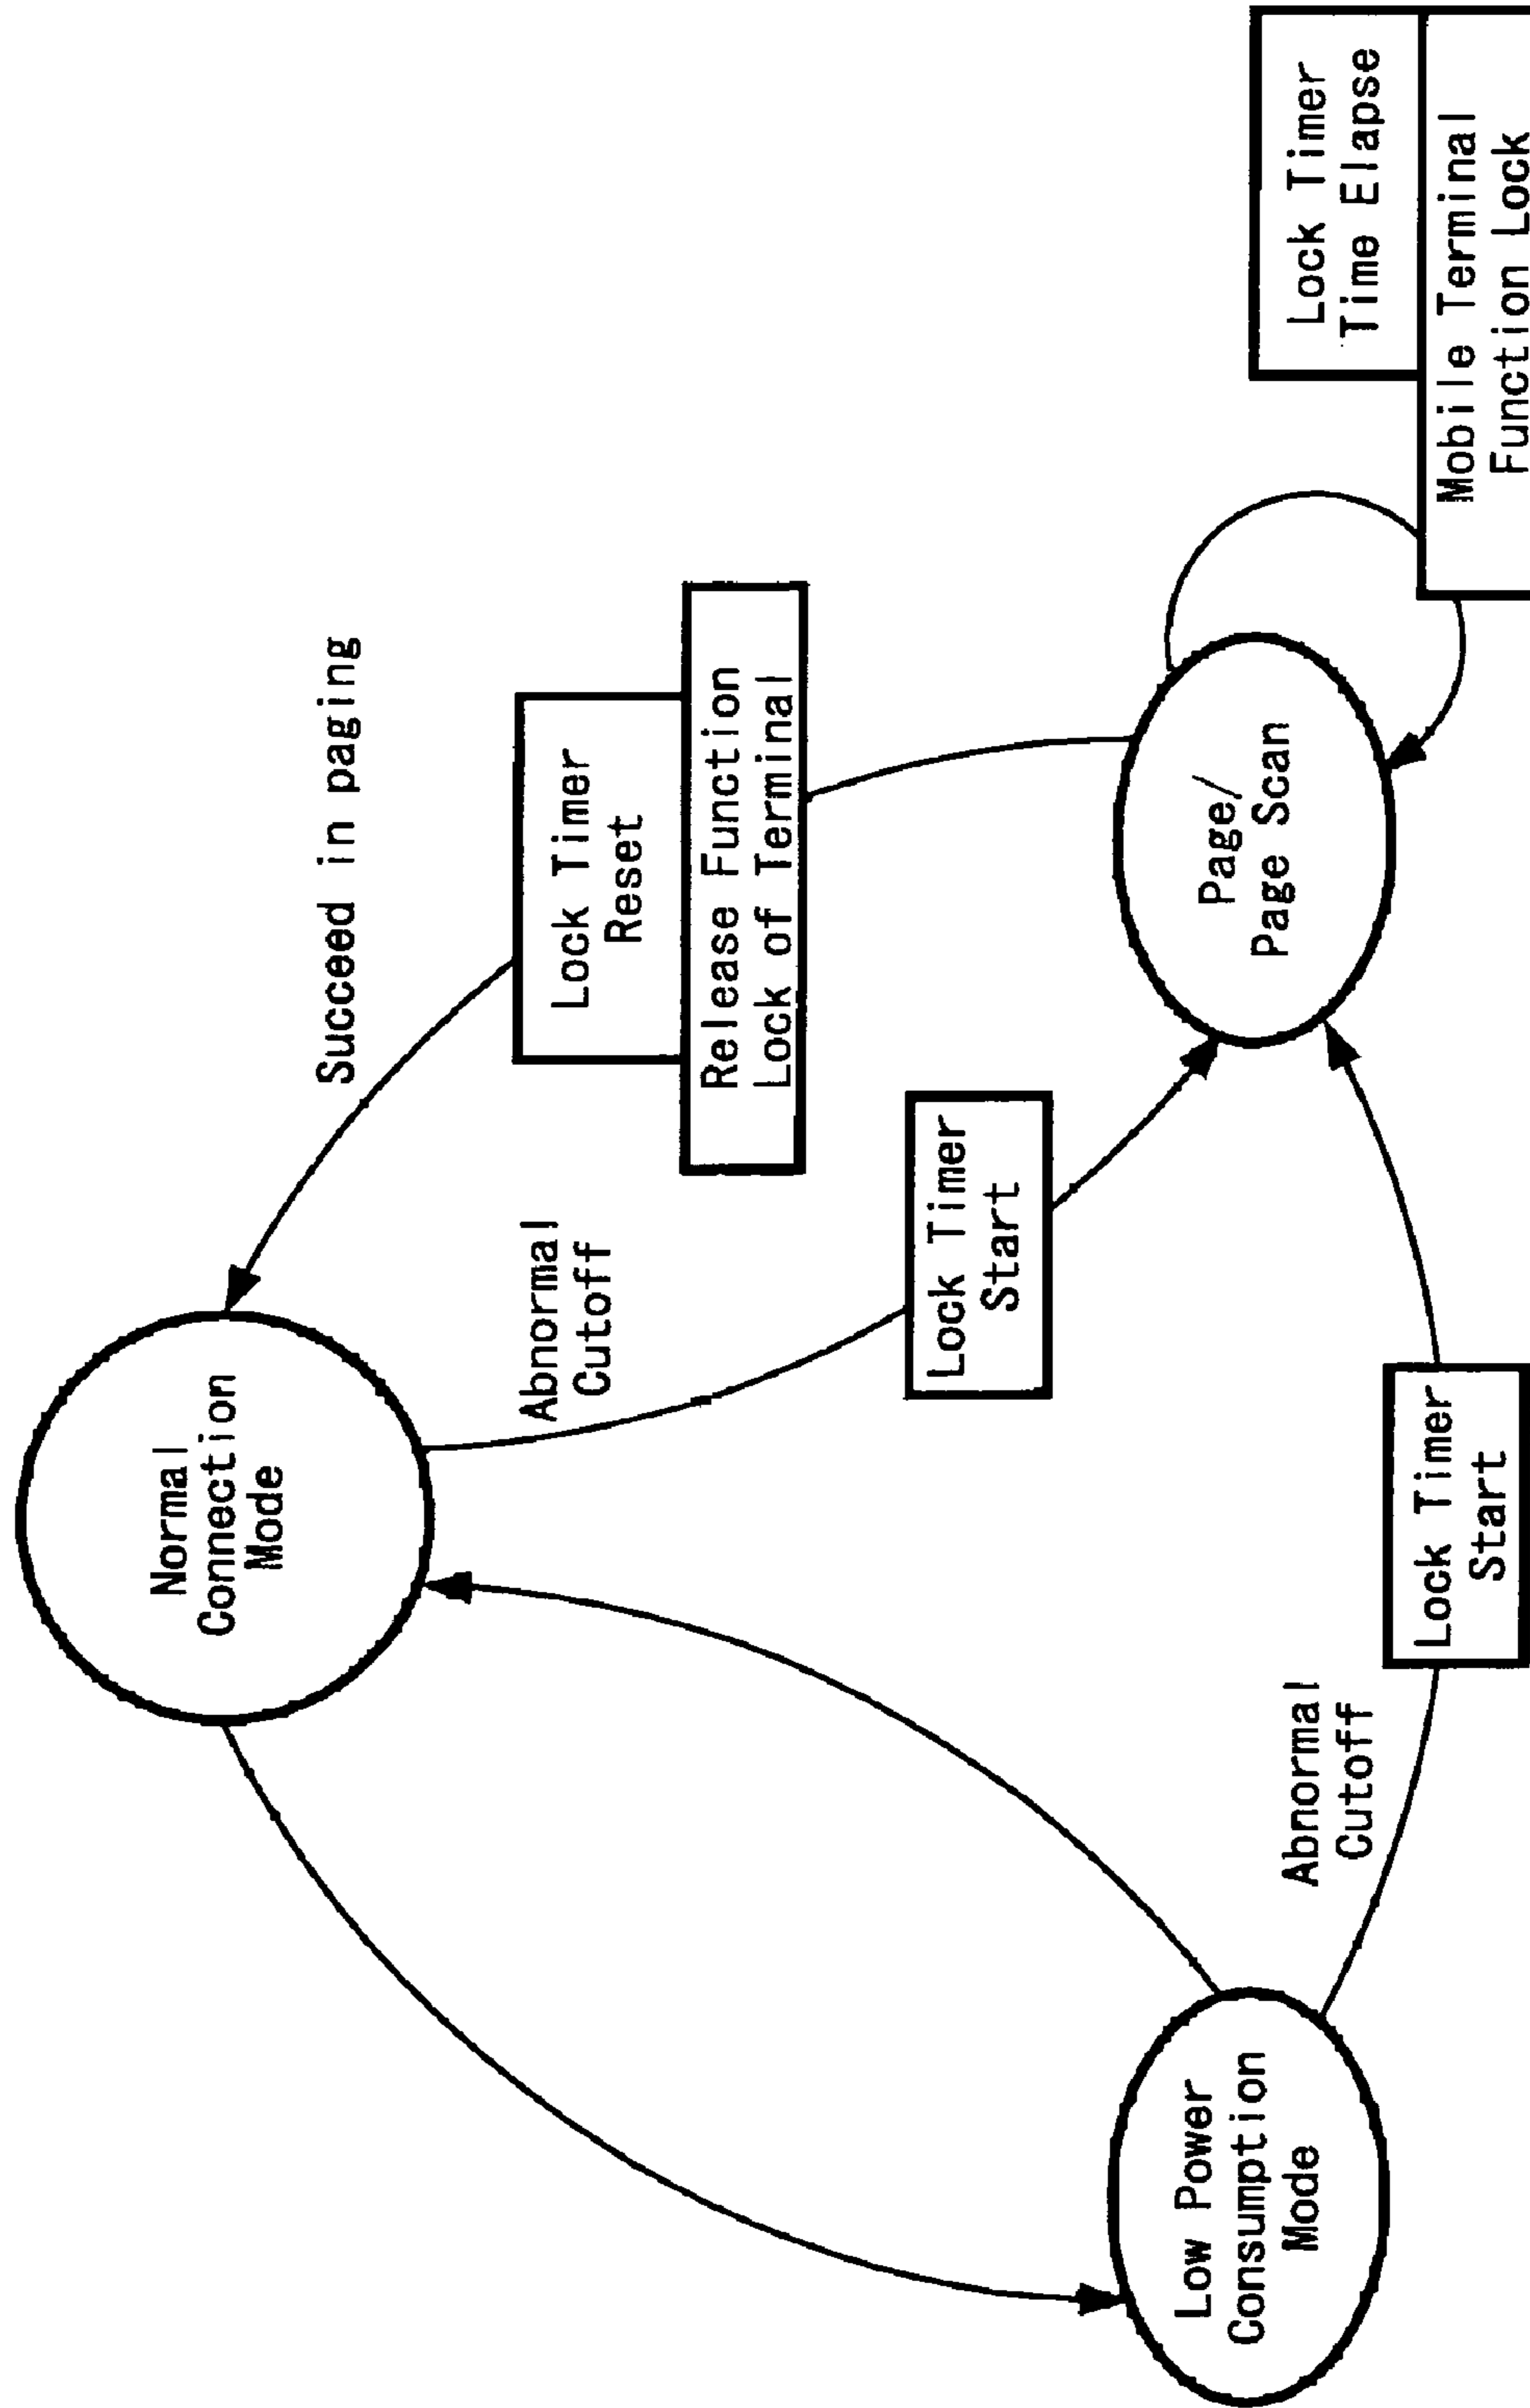 Normal
Connection
Mode
Succeed in paging
Lock Timer
Reset
Release Function
Lock of Terminal
Abnormal
Cutoff
Lock Timer
Start
Low Power
Consumption
Mode
Page/
Page Scan
Lock Timer
Time Elapse
Mobile Terminal
Function Lock
Abnormal
Cutoff
Lock Timer
Start